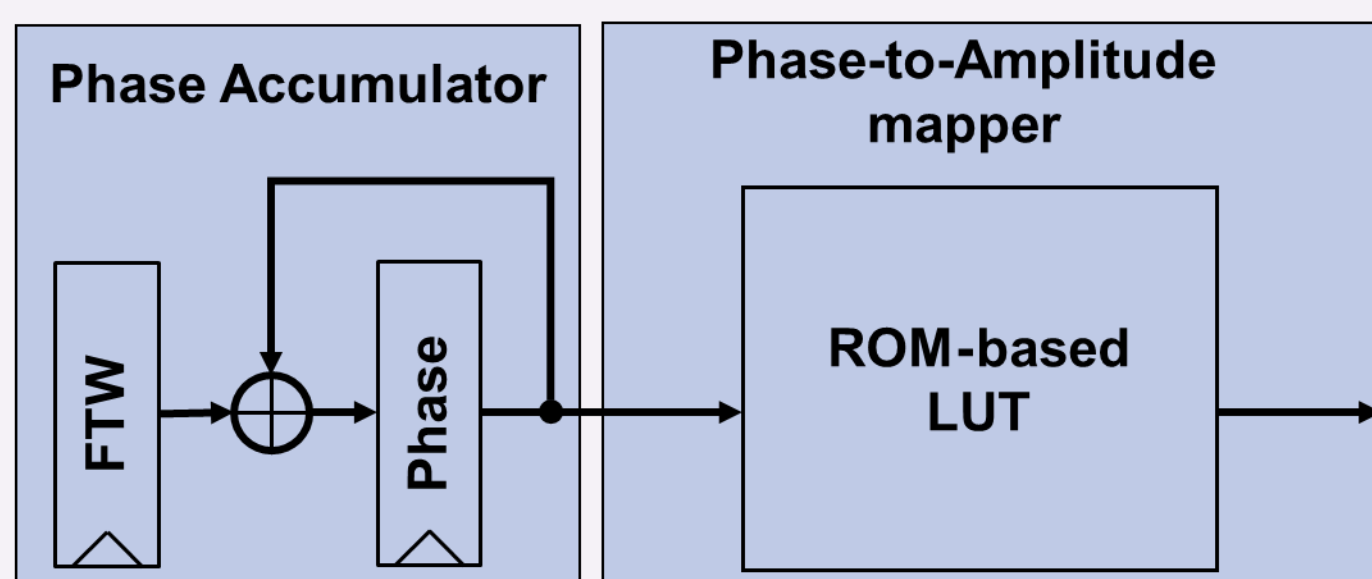 Phase Accumulator
Phase-to-Amplitude
mapper
FTW
Phase
ROM-based
LUT